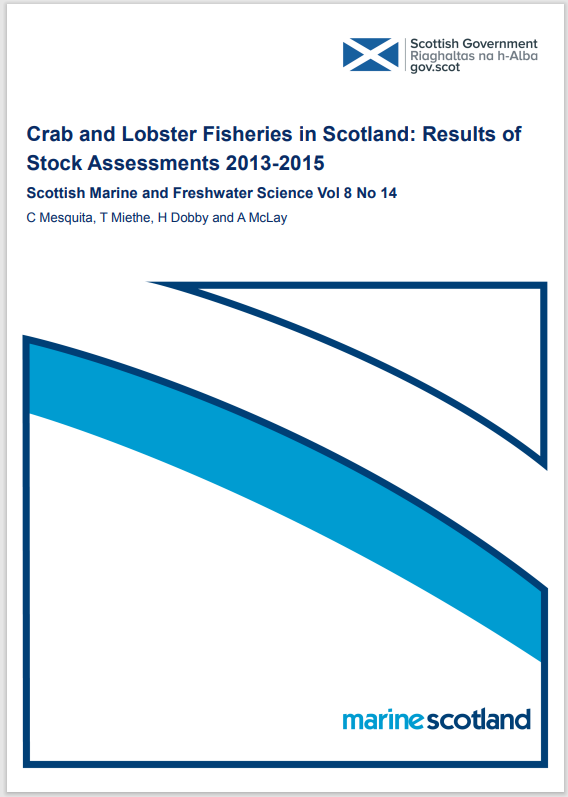 Scottish Government
Riaghaltas na h-Alba
gov.scot
Crab and Lobster Fisheries in Scotland: Results of
Stock Assessments 2013-2015
Scottish Marine and Freshwater Science Vol 8 No 14
C Mesquita, T Miethe, H Dobby and A McLay
marinescotland